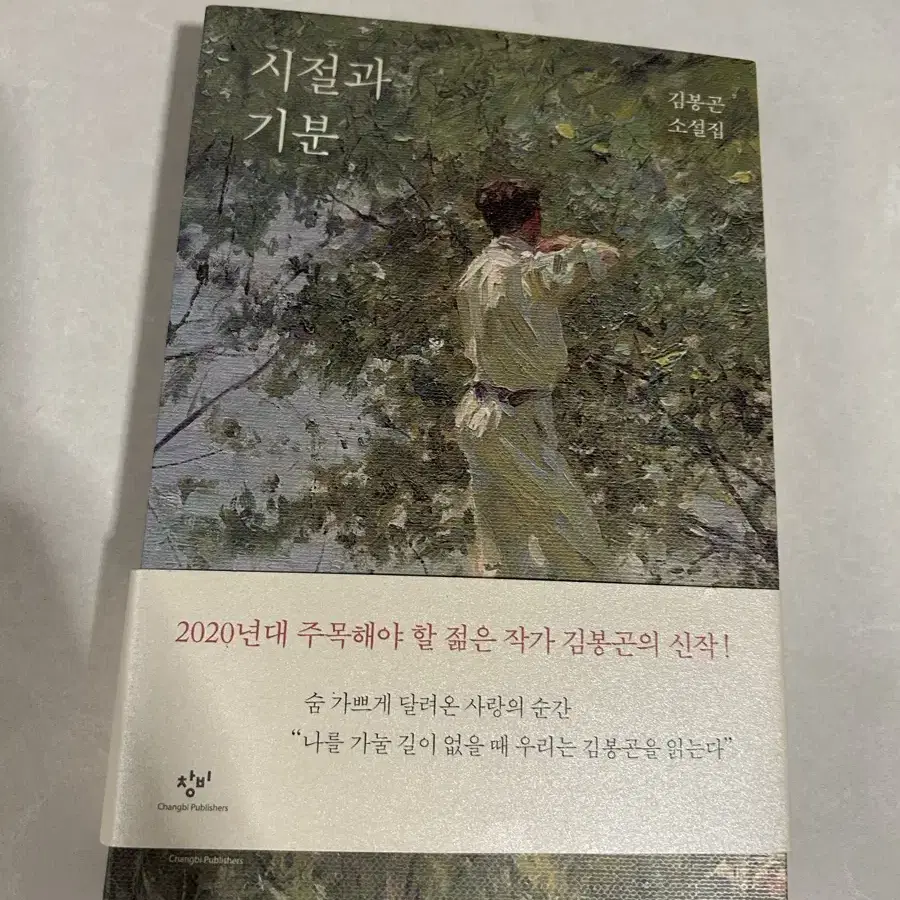 시절과
기분
김봉곤
소설집
2020년대 주목해야 할 젊은 작가 김봉곤의 신작!
숨 가쁘게 달려온 사랑의 순간
“나를 가눌 길이 없을 때 우리는 김봉곤을 읽는다”
창비
Changbi Publishers
Changbi Publishers